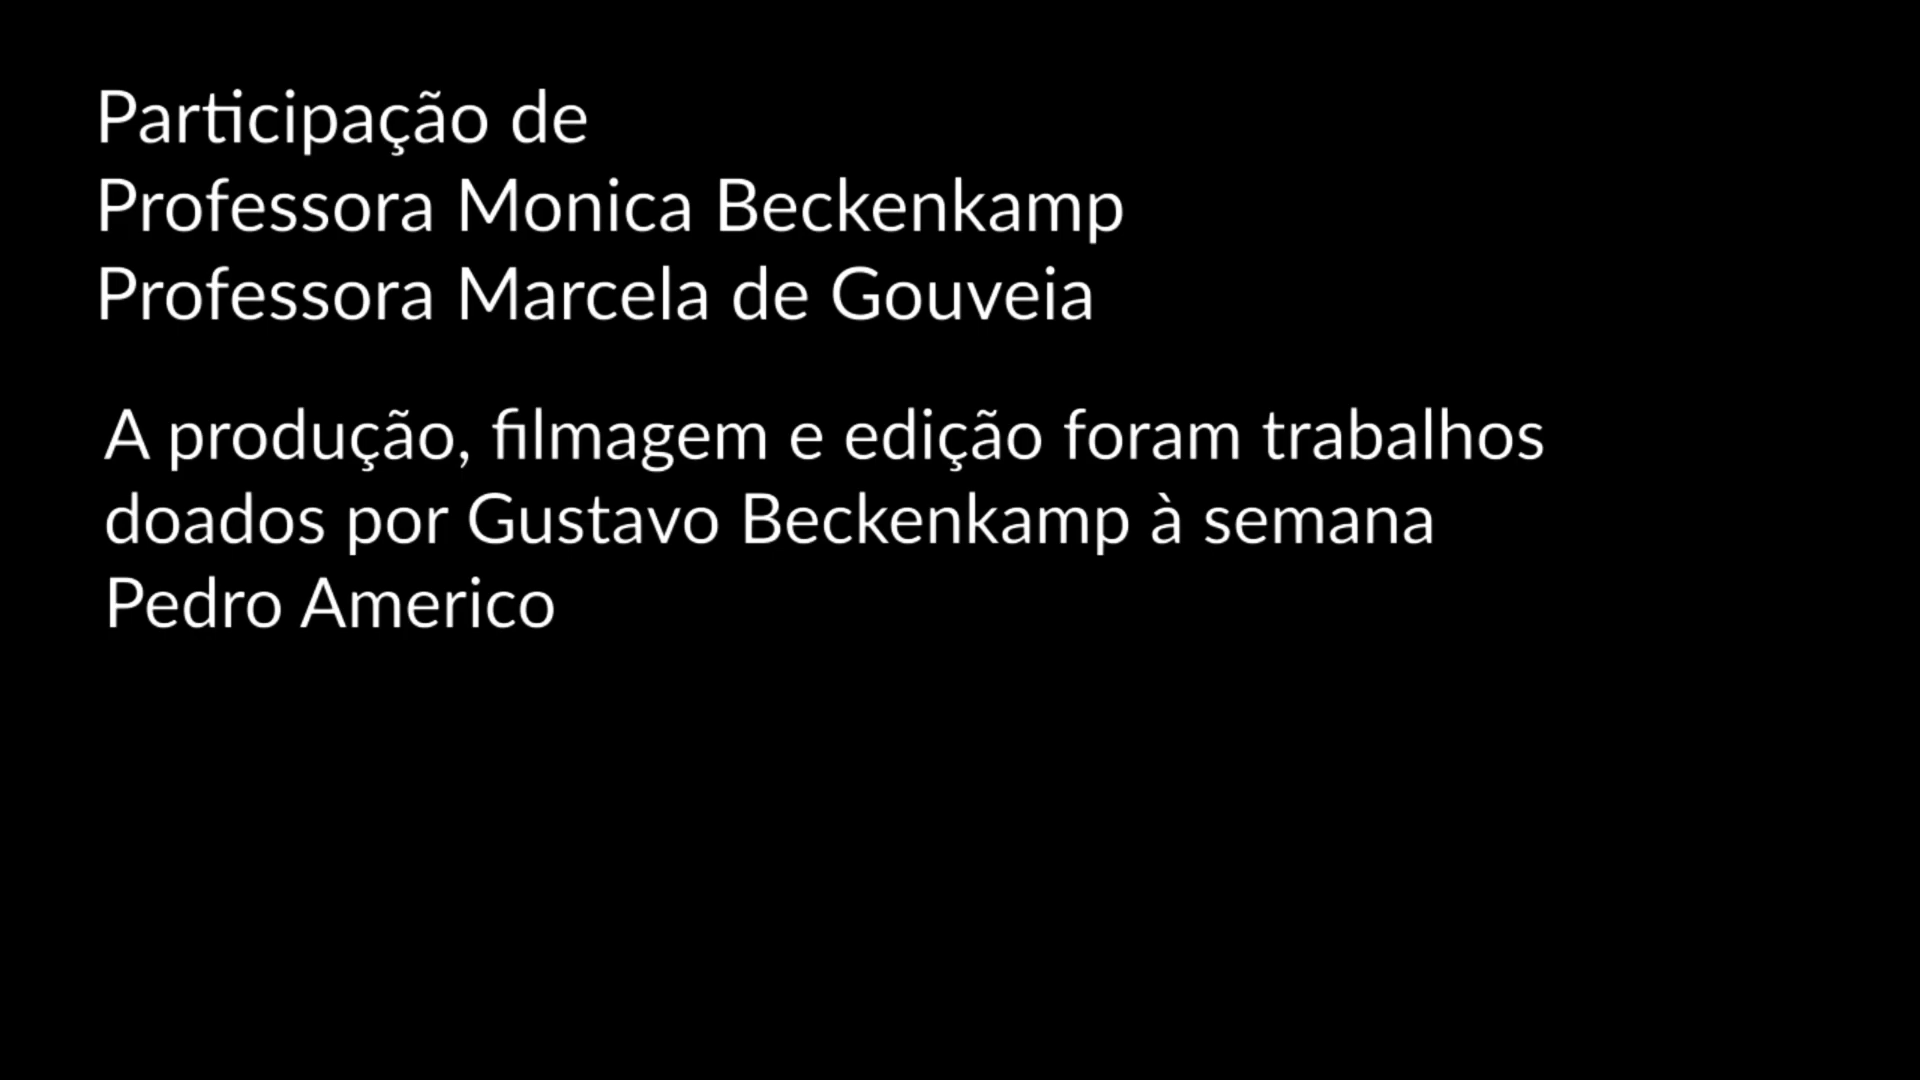 Participação de
Professora Monica Beckenkamp
Professora Marcela de Gouveia
A produção, filmagem e edição foram trabalhos
doados por Gustavo Beckenkamp à semana
Pedro Americo